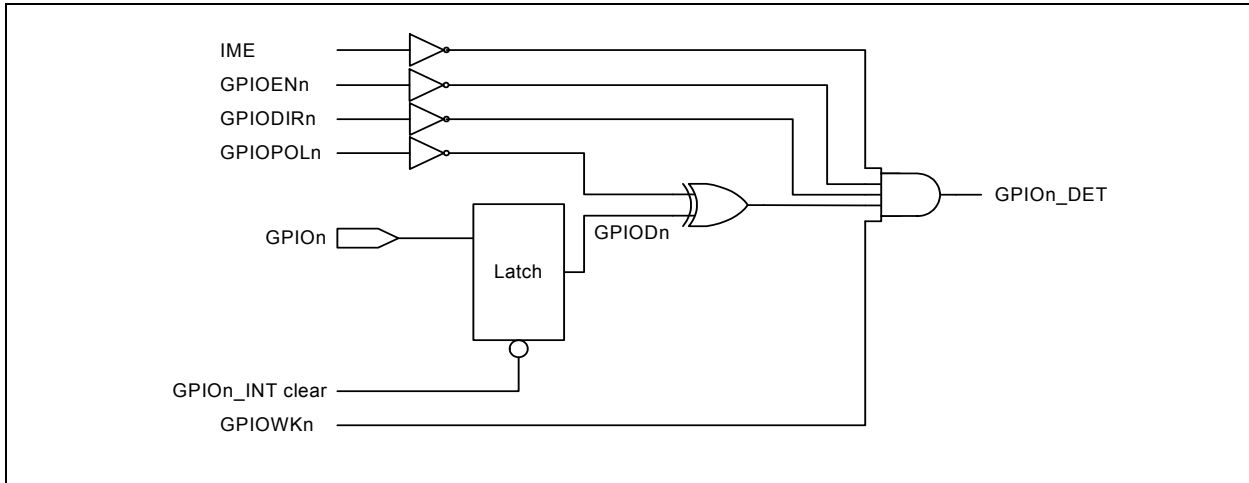 IME
GPIOENn
GPIODIRn
GPIOPOLn
GPIOn_DET
GPIODn
GPIOn
Latch
GPIOn_INT clear
GPIOWKn